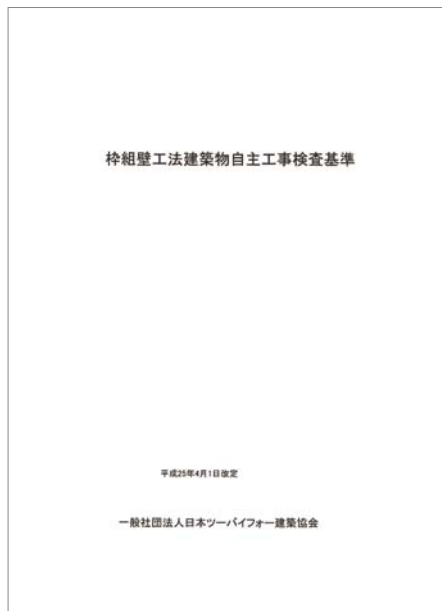 枠組壁工法建築物自主工事検査基準
平成25年4月1日改定
一般社団法人日本ツーバイフォー建築協会